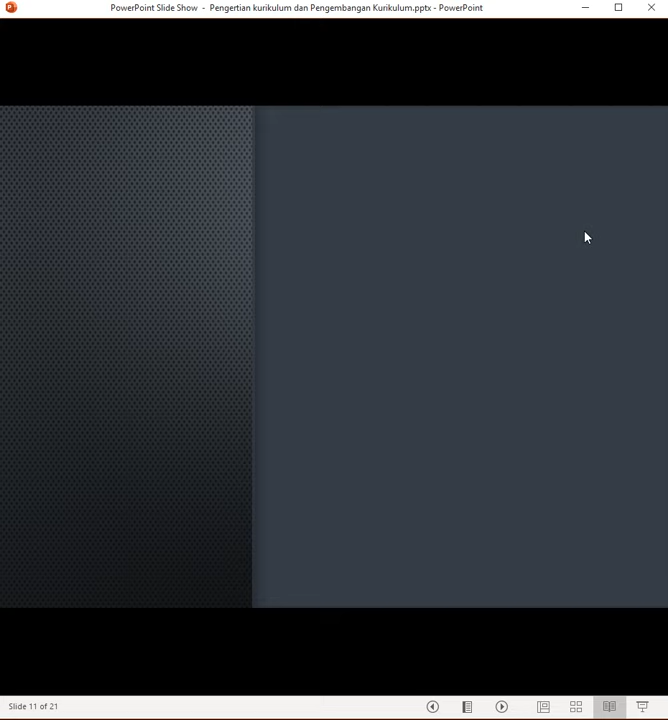 PowerPoint Slide Show - Pengertian kurikulum dan Pengembangan Kurikulum.pptx - PowerPoint
Slide 11 of 21